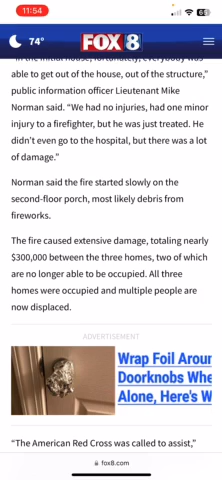 11:54
74°
FOX 8
"In the initial house, fortunately, everybody was
able to get out of the house, out of the structure,"
public information officer Lieutenant Mike
Norman said. "We had no injuries, had one minor
injury to a firefighter, but he was just treated. He
didn't even go to the hospital, but there was a lot
of damage."
Norman said the fire started slowly on the
second-floor porch, most likely debris from
fireworks.
The fire caused extensive damage, totaling nearly
$300,000 between the three homes, two of which
are no longer able to be occupied. All three
homes were occupied and multiple people are
now displaced.
ADVERTISEMENT
Wrap Foil Aroun
Doorknobs Whe
Alone, Here's W
"The American Red Cross was called to assist,"
fox8.com